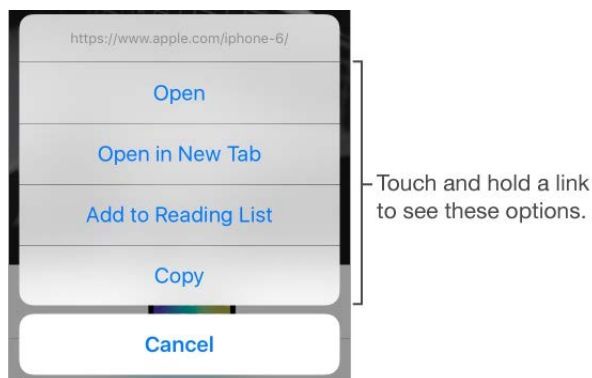 https://www.apple.com/iphone-6/
Open
Open in New Tab
Add to Reading List
Copy
Cancel
Touch and hold a link
to see these options.